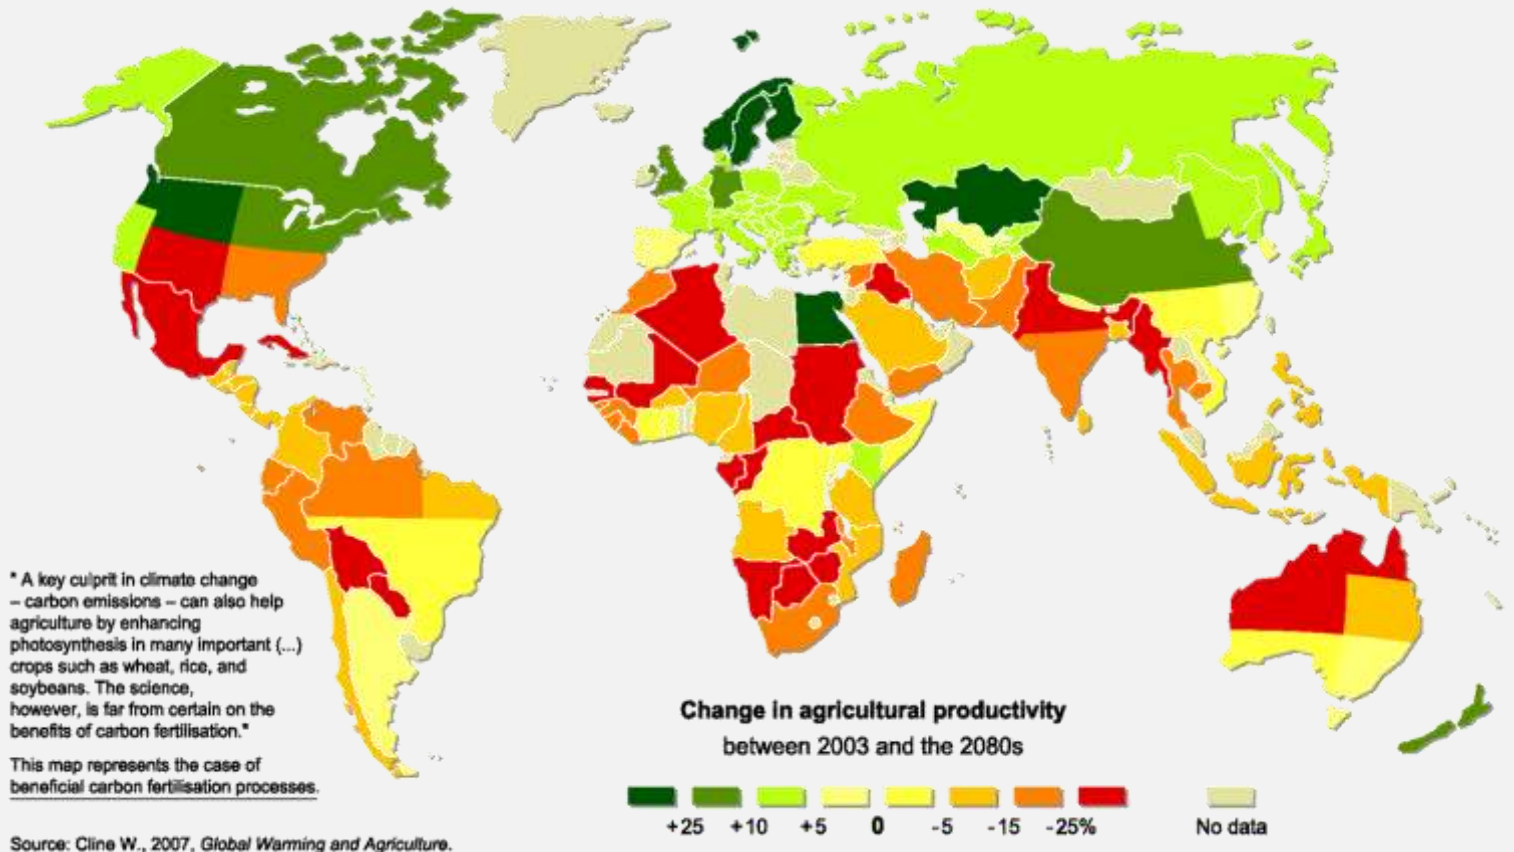 " A key culprit in climate change
– carbon emissions – can also help
agriculture by enhancing
photosynthesis in many important (...)
crops such as wheat, rice, and
soybeans. The science,
however, is far from certain on the
benefits of carbon fertilisation."
This map represents the case of
beneficial carbon fertilisation processes.
Source: Cline W., 2007, Global Warming and Agriculture.
Change in agricultural productivity
between 2003 and the 2080s
+25 +10 +5 0 -5 -15 -25%
No data